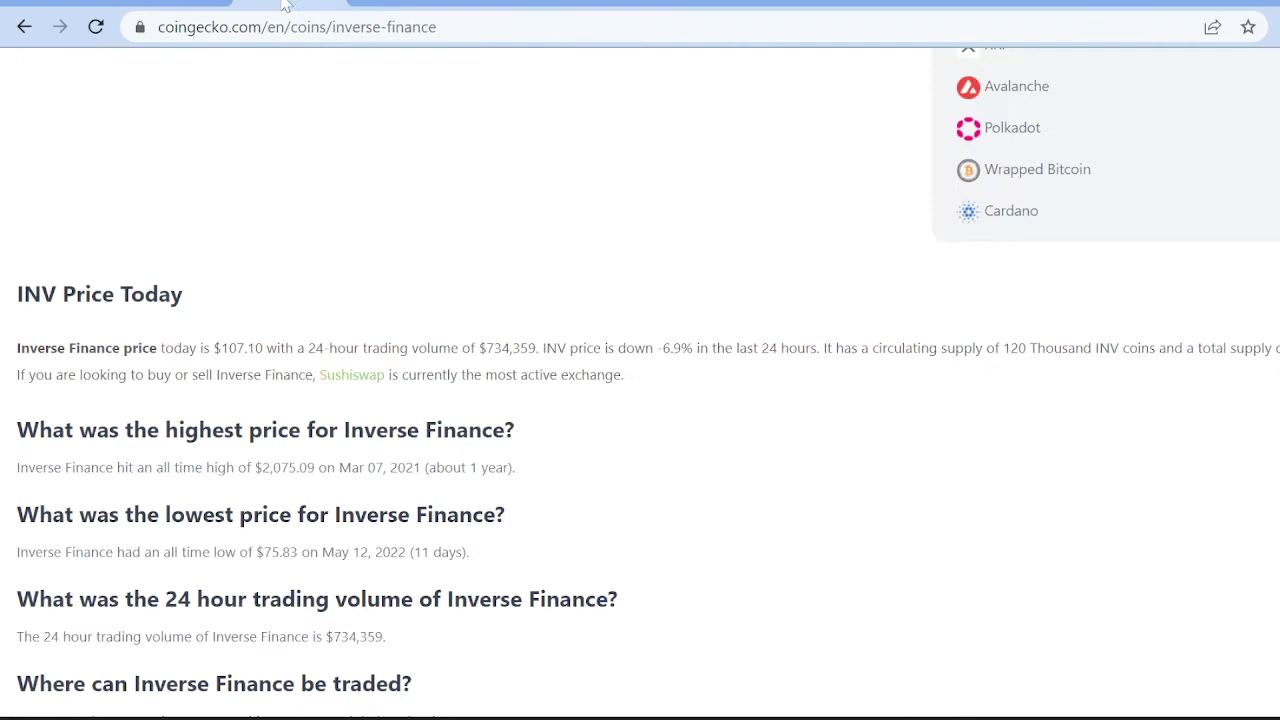 coingecko.com/en/coins/inverse-finance
Avalanche
Polkadot
Wrapped Bitcoin
Cardano
INV Price Today
Inverse Finance price today is $107.10 with a 24-hour trading volume of $734,359. INV price is down -6.9% in the last 24 hours. It has a circulating supply of 120 Thousand INV coins and a total supply
If you are looking to buy or sell Inverse Finance, Sushiswap is currently the most active exchange.
What was the highest price for Inverse Finance?
Inverse Finance hit an all time high of $2,075.09 on Mar 07, 2021 (about 1 year).
What was the lowest price for Inverse Finance?
Inverse Finance had an all time low of $75.83 on May 12, 2022 (11 days).
What was the 24 hour trading volume of Inverse Finance?
The 24 hour trading volume of Inverse Finance is $734,359.
Where can Inverse Finance be traded?